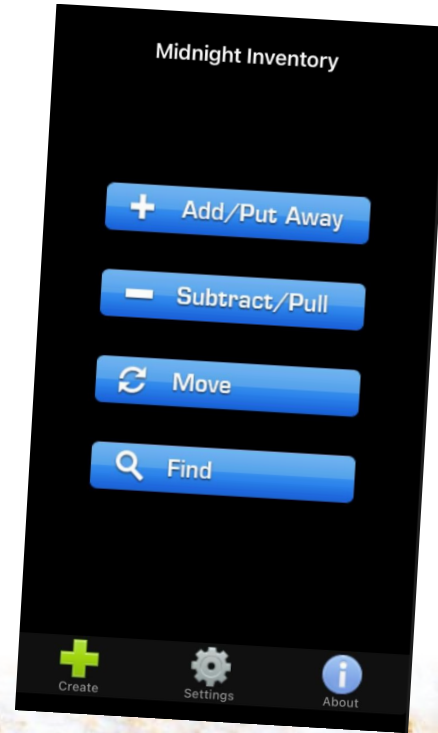 Midnight Inventory
Add/Put Away
Subtract/Pull
Move
Find
Create
Settings
About